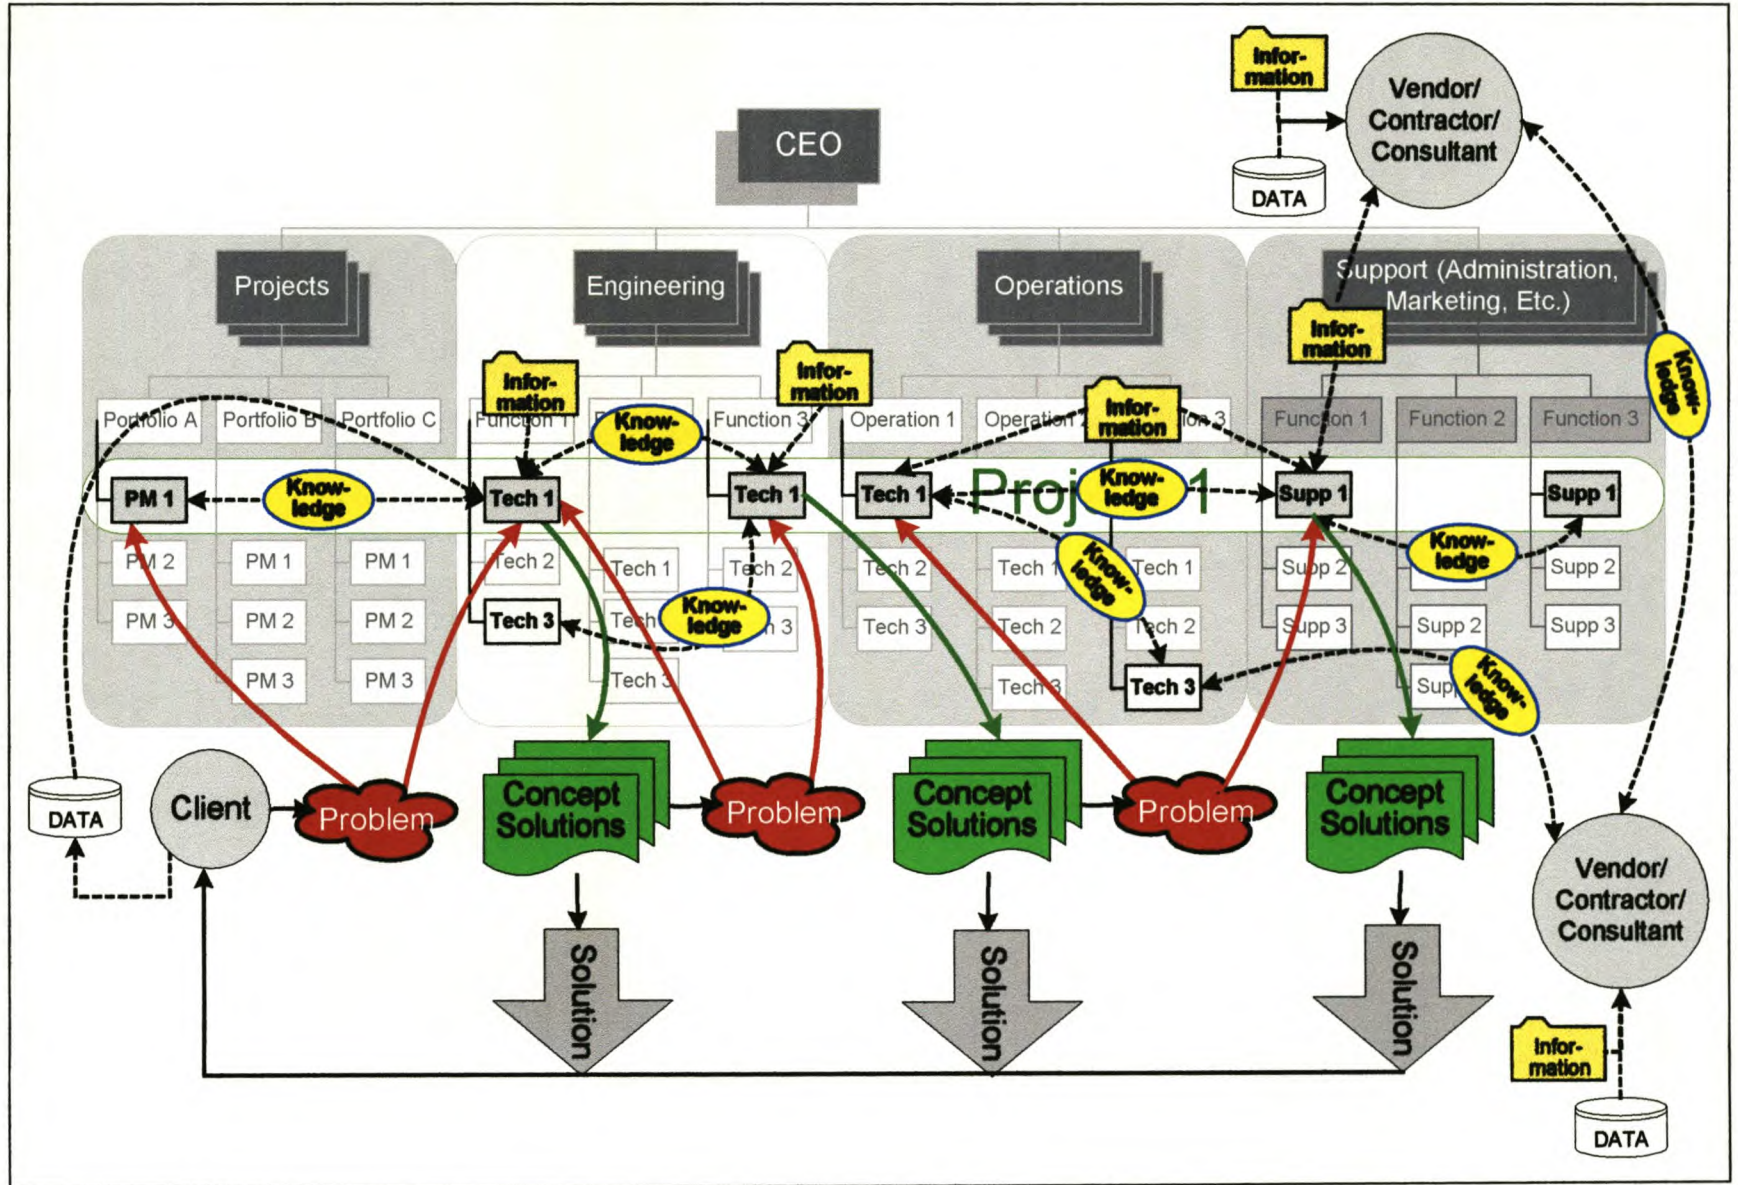 Infor-
mation
Vendor/
Contractor/
Consultant
DATA
CEO
Projects
Engineering
Operations
Support (Administration,
Marketing, Etc.)
Infor-
mation
Infor-
mation
Infor-
mation
Infor-
mation
Know-
ledge
Portfolio A
Portfolio B
Portfolio C
Function 1
Know-
ledge
Function 3
Operation 1
Operation
Function 1
Function 2
Function 3
PM 1
Know-
ledge
Tech 1
Tech 1
Tech 1
Project 1
Know-
ledge
Supp 1
Supp 1
Know-
ledge
Know-
ledge
PM 2
PM 1
PM 1
Tech 2
Tech 1
Tech 2
Tech 2
Tech 1
Tech 1
Supp 2
Supp 2
PM 3
PM 2
PM 2
Tech 3
Know-
ledge
Tech 3
Tech 2
Tech 2
Supp 3
Supp 2
Supp 3
PM 3
PM 3
Tech 3
Tech 3
Tech 3
Know-
ledge
DATA
Client
Problem
Concept
Solutions
Problem
Concept
Solutions
Problem
Concept
Solutions
Vendor/
Contractor/
Consultant
Solution
Solution
Solution
Infor-
mation
DATA